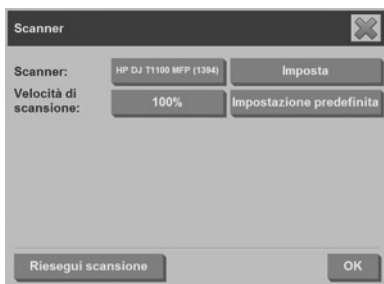 Scanner
Scanner: HP DJ T1100 MFP (1394) Imposta
Velocità di
scansione: 100% Impostazione predefinita
Riesegui scansione OK